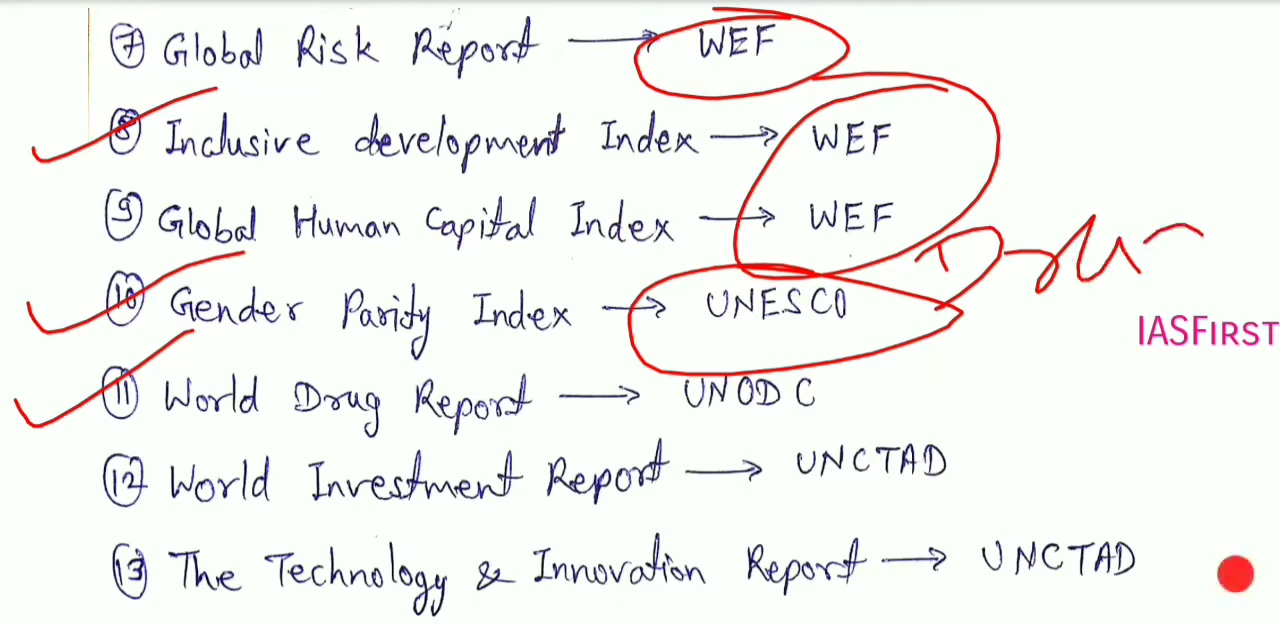 7 Global Risk Report → WEF
8 Inclusive development Index → WEF
9 Global Human Capital Index → WEF
10 Gender Parity Index → UNESCO
IASFIRST
11 World Drug Report → UNODC
12 World Investment Report → UNCTAD
13 The Technology & Innovation Report → UNCTAD